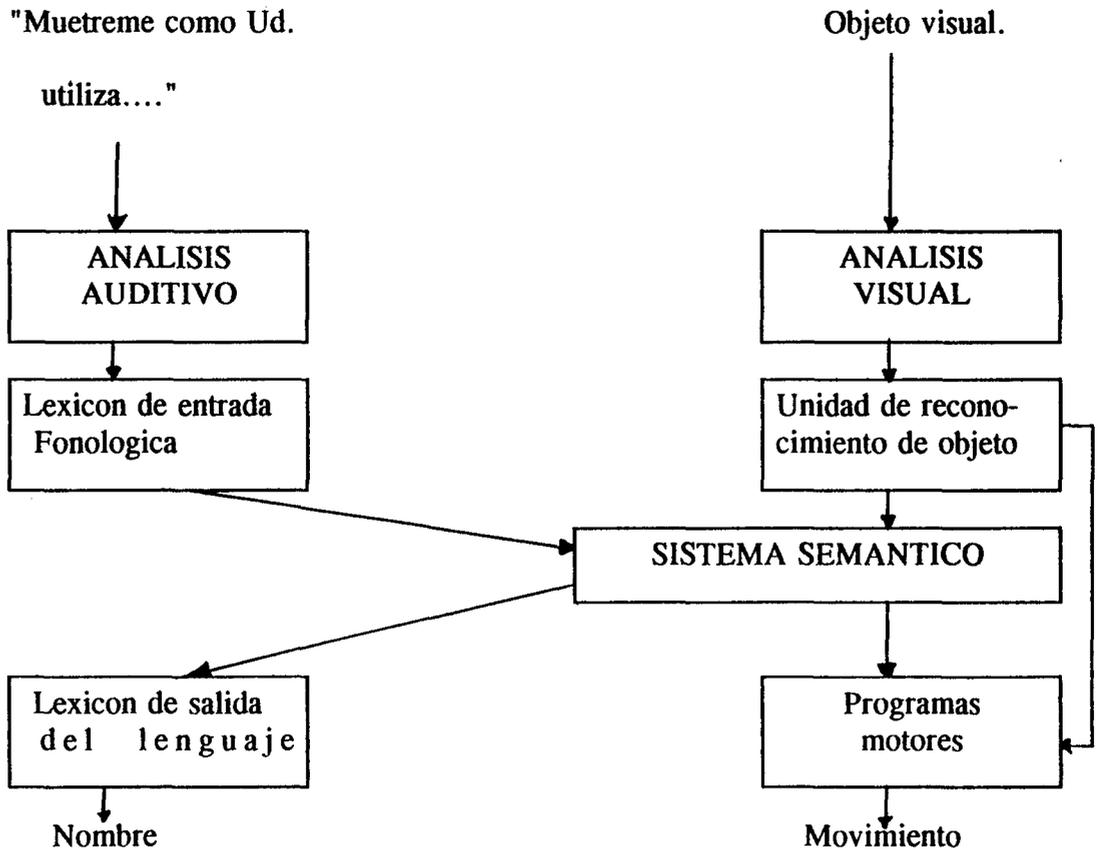 "Muetreme como Ud.
utiliza...."
Objeto visual.
ANALISIS
AUDITIVO
ANALISIS
VISUAL
Lexicon de entrada
Fonologica
Unidad de recono-
cimiento de objeto
SISTEMA SEMANTICO
Lexicon de salida
del lenguaje
Programas
motores
Nombre
Movimiento